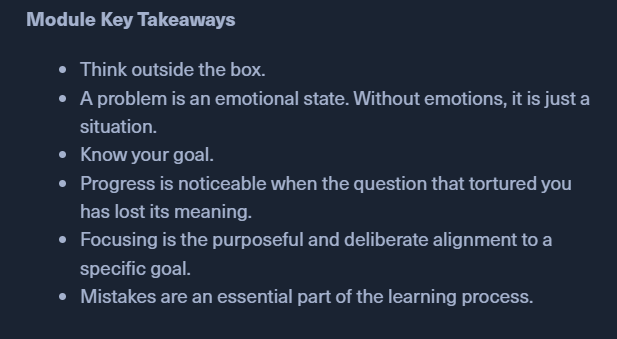 Module Key Takeaways
• Think outside the box.
• A problem is an emotional state. Without emotions, it is just a
situation.
• Know your goal.
• Progress is noticeable when the question that tortured you
has lost its meaning.
• Focusing is the purposeful and deliberate alignment to a
specific goal.
• Mistakes are an essential part of the learning process.